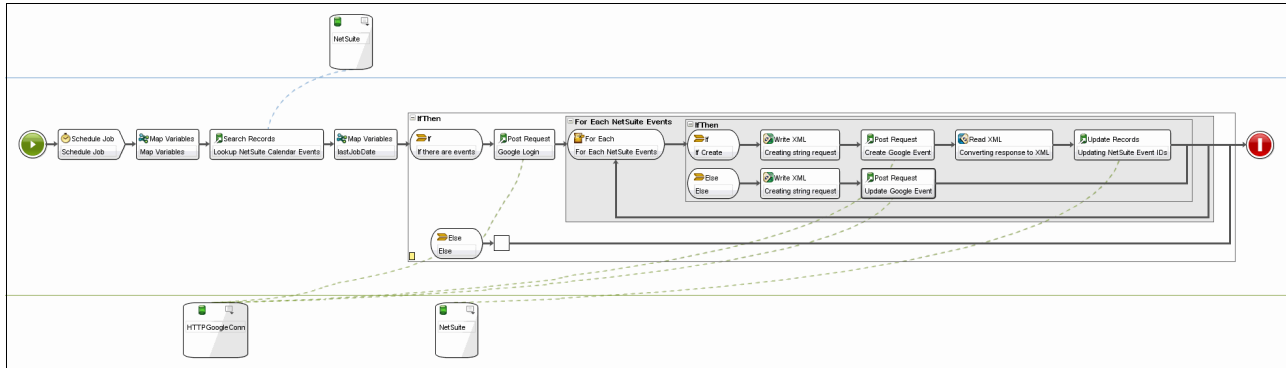 NetSuite
Schedule Job
Schedule Job
Map Variables
Map Variables
Search Records
Lookup NetSuite Calendar Events
Map Variables
lastJobDate
IfThen
If
If there are events
Post Request
Google Login
For Each NetSuite Events
For Each
For Each NetSuite Events
IfThen
If
If Create
Write XML
Creating string request
Post Request
Create Google Event
Read XML
Converting response to XML
Update Records
Updating NetSuite Event IDs
Else
Else
Write XML
Creating string request
Post Request
Update Google Event
Else
Else
HTTPGoogleConn
NetSuite